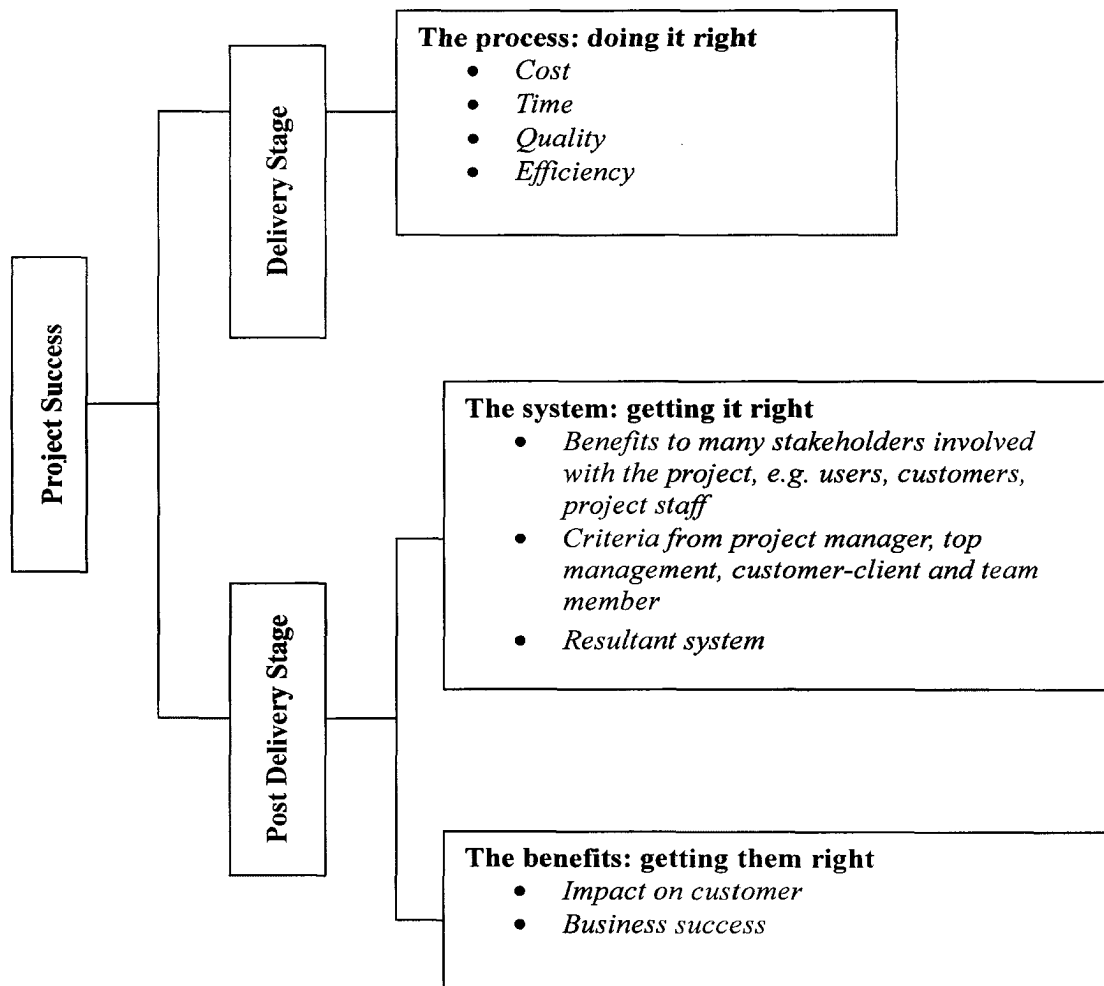 Project Success
Delivery Stage
The process: doing it right
• Cost
• Time
• Quality
• Efficiency
Post Delivery Stage
The system: getting it right
• Benefits to many stakeholders involved
with the project, e.g. users, customers,
project staff
• Criteria from project manager, top
management, customer-client and team
member
• Resultant system
The benefits: getting them right
• Impact on customer
• Business success